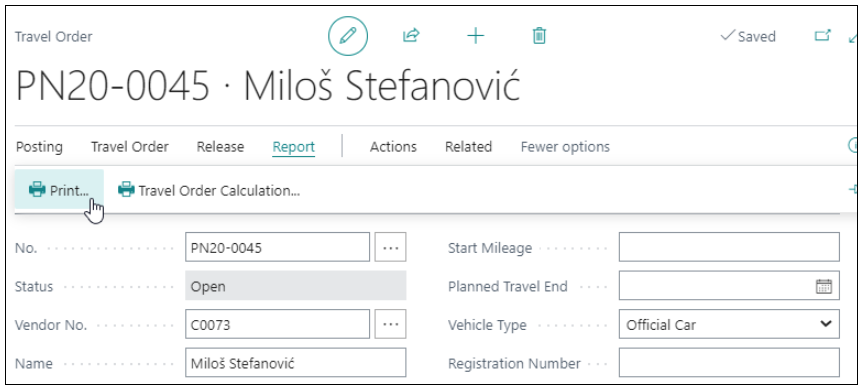 Travel Order
Saved
PN20-0045 · Miloš Stefanović
Posting Travel Order Release Report Actions Related Fewer options
Print... Travel Order Calculation...
No. PN20-0045 ... Start Mileage
Status Open Planned Travel End
Vendor No. C0073 ... Vehicle Type Official Car
Name Miloš Stefanović Registration Number